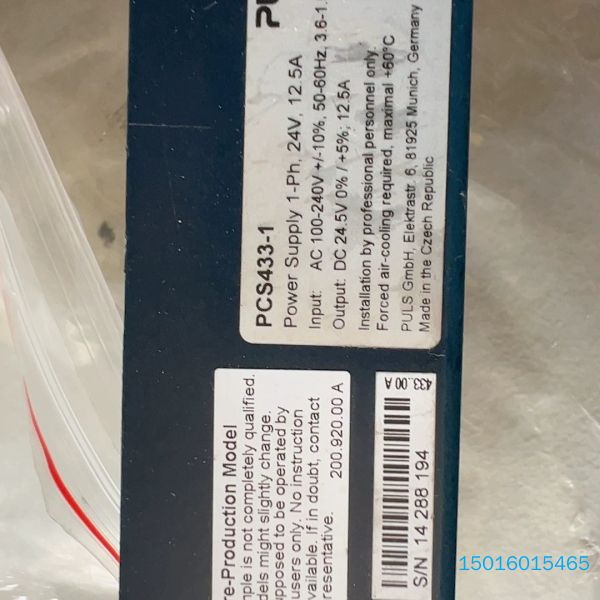 PCS433-1
Power Supply 1-Ph, 24V, 12.5A
Input: AC 100-240V +/-10%, 50-60Hz, 3.6-1.
Output: DC 24.5V 0% / +5%; 12.5A
Installation by professional personnel only.
Forced air-cooling required, maximal +60°C
PULS GmbH, Elektrastr. 6, 81925 Munich, Germany
Made in the Czech Republic
re-Production Model
mple is not completely qualified.
dels might slightly change.
pposed to be operated by
users only. No instruction
vailable. If in doubt, contact
resentative. 200.920.00 A
433.00 A
S/N 14 288 194
15016015465